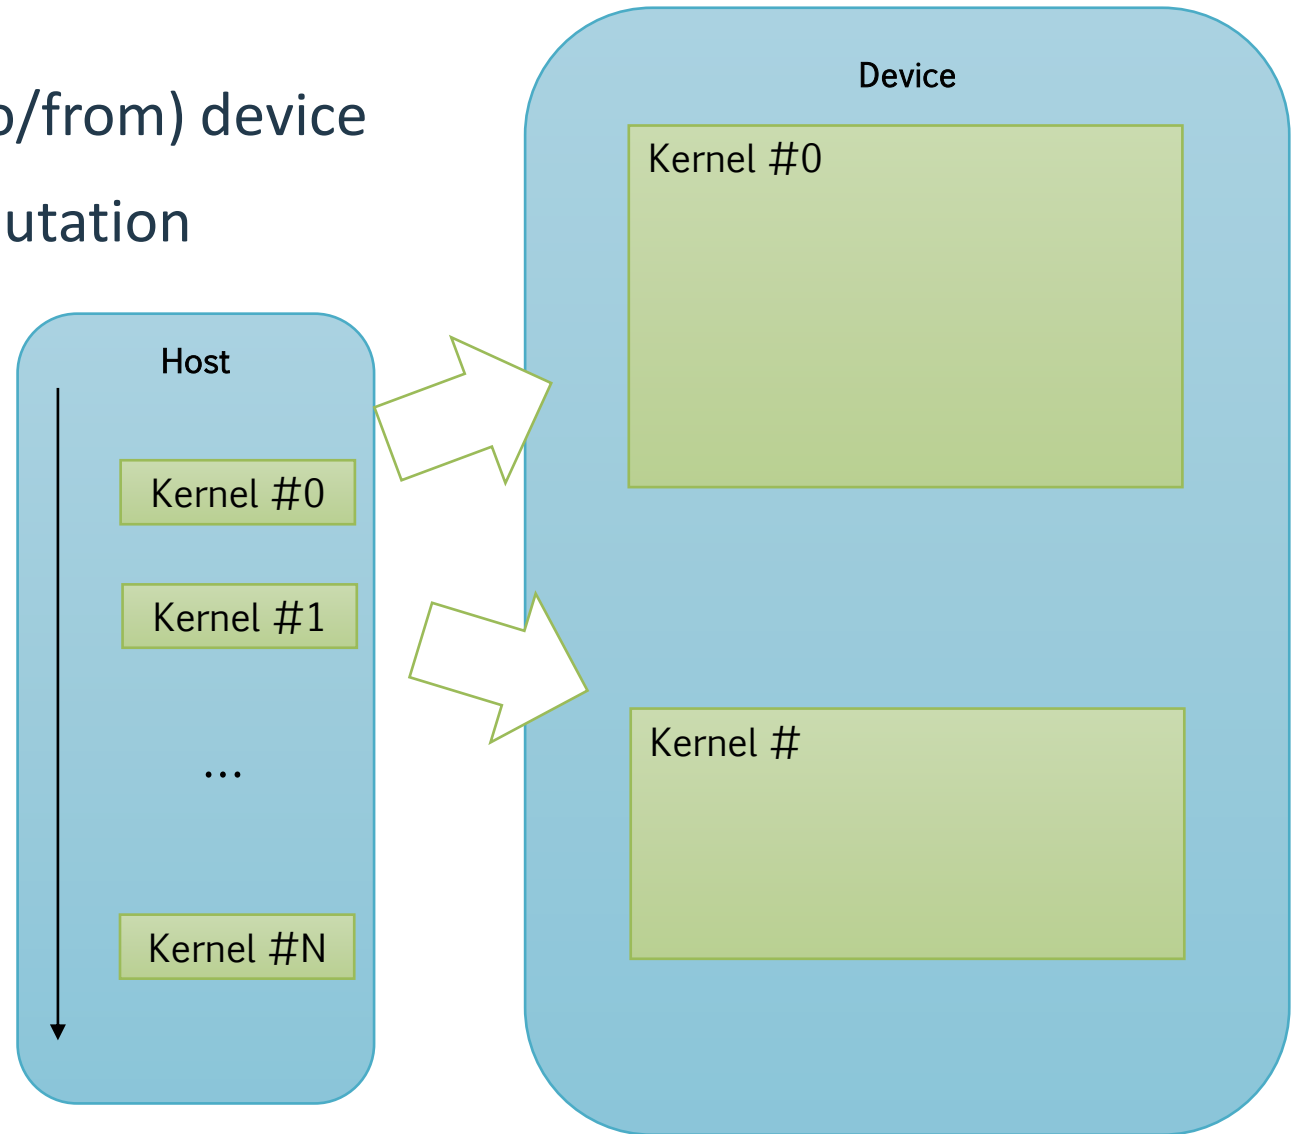 o/from) device
utation
Host
Kernel #0
Kernel #1
...
Kernel #N
Device
Kernel #0
Kernel #